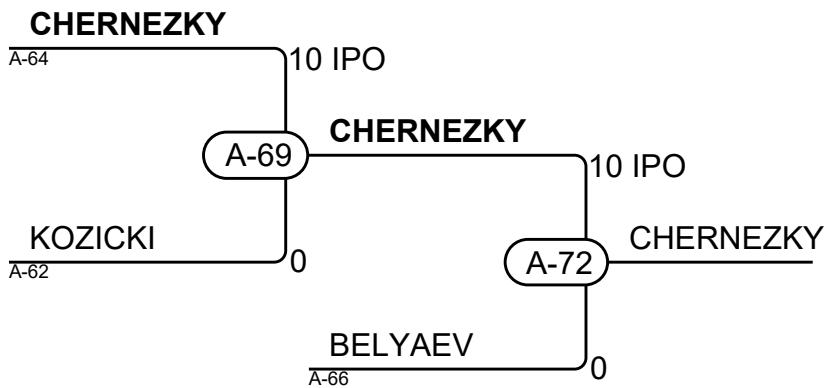 CHERNEZKY
A-64
10 IPO
A-69
CHERNEZKY
10 IPO
KOZICKI
A-62
0
A-72
CHERNEZKY
BELYAEV
A-66
0